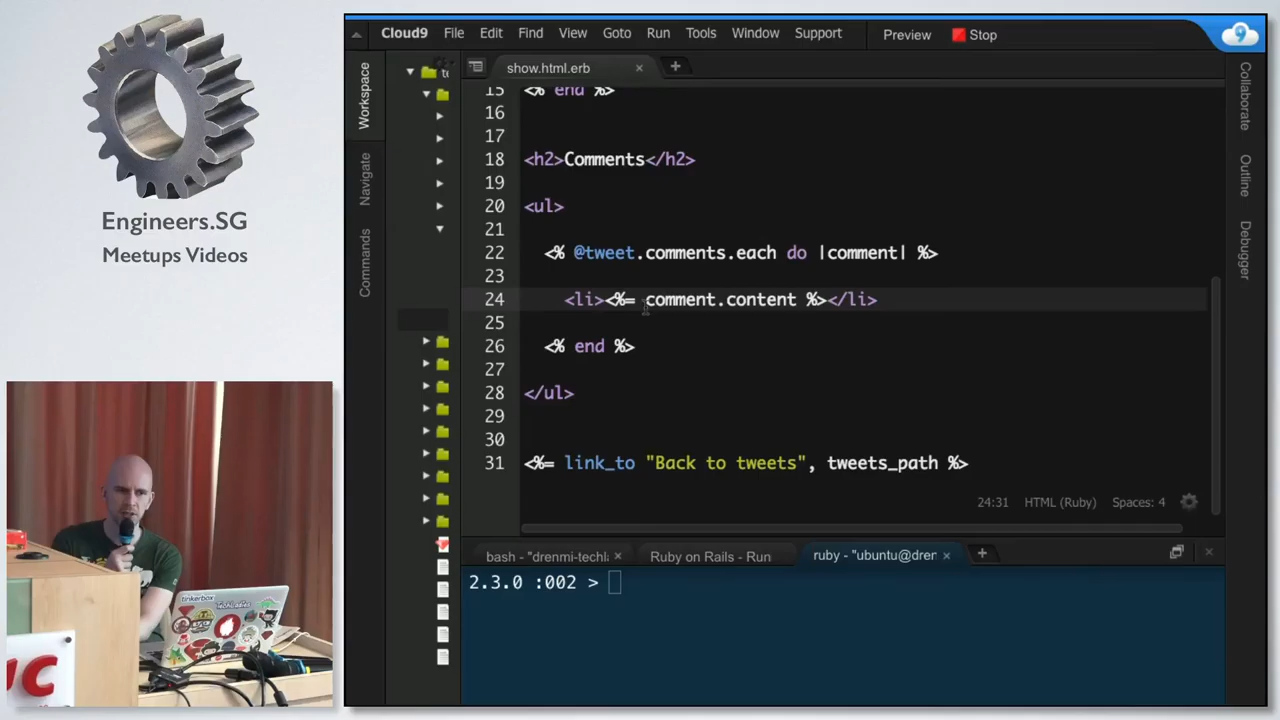 Engineers.SG
Meetups Videos
Cloud9 File Edit Find View Goto Run Tools Window Support Preview Stop
Workspace
Navigate
Commands
show.html.erb
15 <% end %>
16
17
18 <h2>Comments</h2>
19
20 <ul>
21
22 <% @tweet.comments.each do |comment| %>
23
24 <li><%= comment.content %></li>
25
26 <% end %>
27
28 </ul>
29
30
31 <%= link_to "Back to tweets", tweets_path %>
24:31 HTML (Ruby) Spaces: 4
Collaborate
Outline
Debugger
bash - "drenmi-techla
Ruby on Rails - Run
ruby - "ubuntu@dren
2.3.0 :002 >
tinkerbox
TechLadies